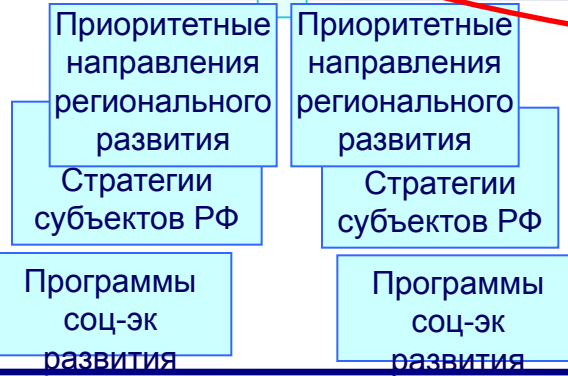 Приоритетные
направления
регионального
развития
Приоритетные
направления
регионального
развития
Стратегии
субъектов РФ
Стратегии
субъектов РФ
Программы
соц-эк
развития
Программы
соц-эк
развития